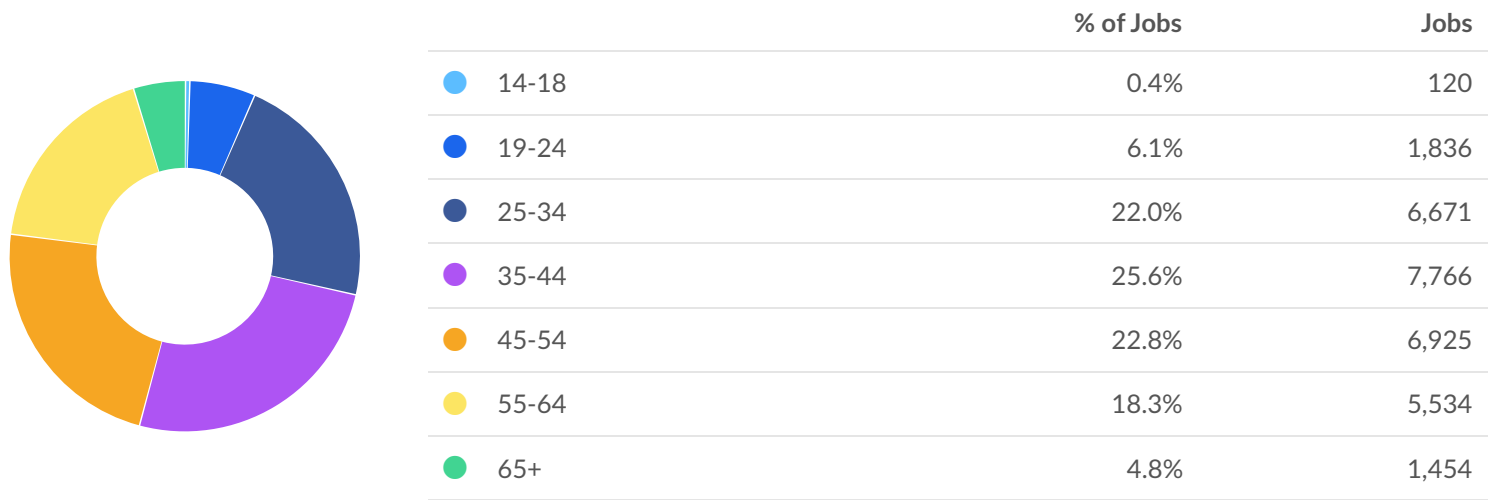 % of Jobs Jobs
14-18 0.4% 120
19-24 6.1% 1,836
25-34 22.0% 6,671
35-44 25.6% 7,766
45-54 22.8% 6,925
55-64 18.3% 5,534
65+ 4.8% 1,454